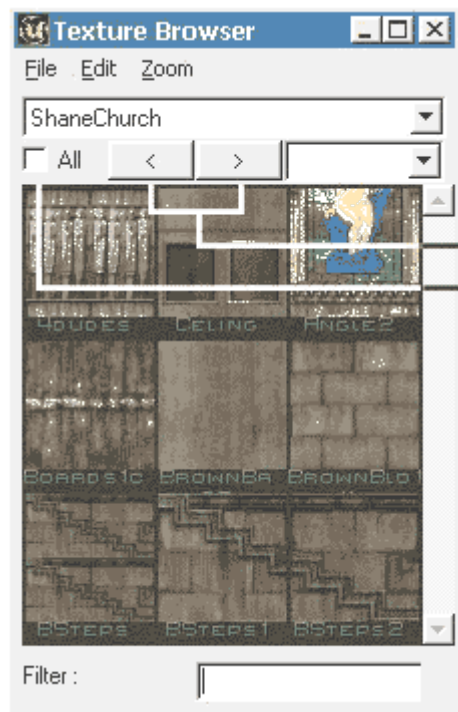 Texture Browser
File Edit Zoom
ShaneChurch
All < >
4dudes Celing Angle2
Boards1c BrownBa BrownBlo1
BSteps BSteps1 BSteps2
Filter :